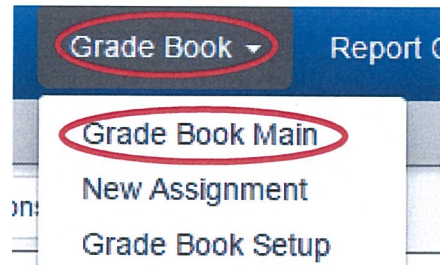 Grade Book Report
Grade Book Main
New Assignment
Grade Book Setup